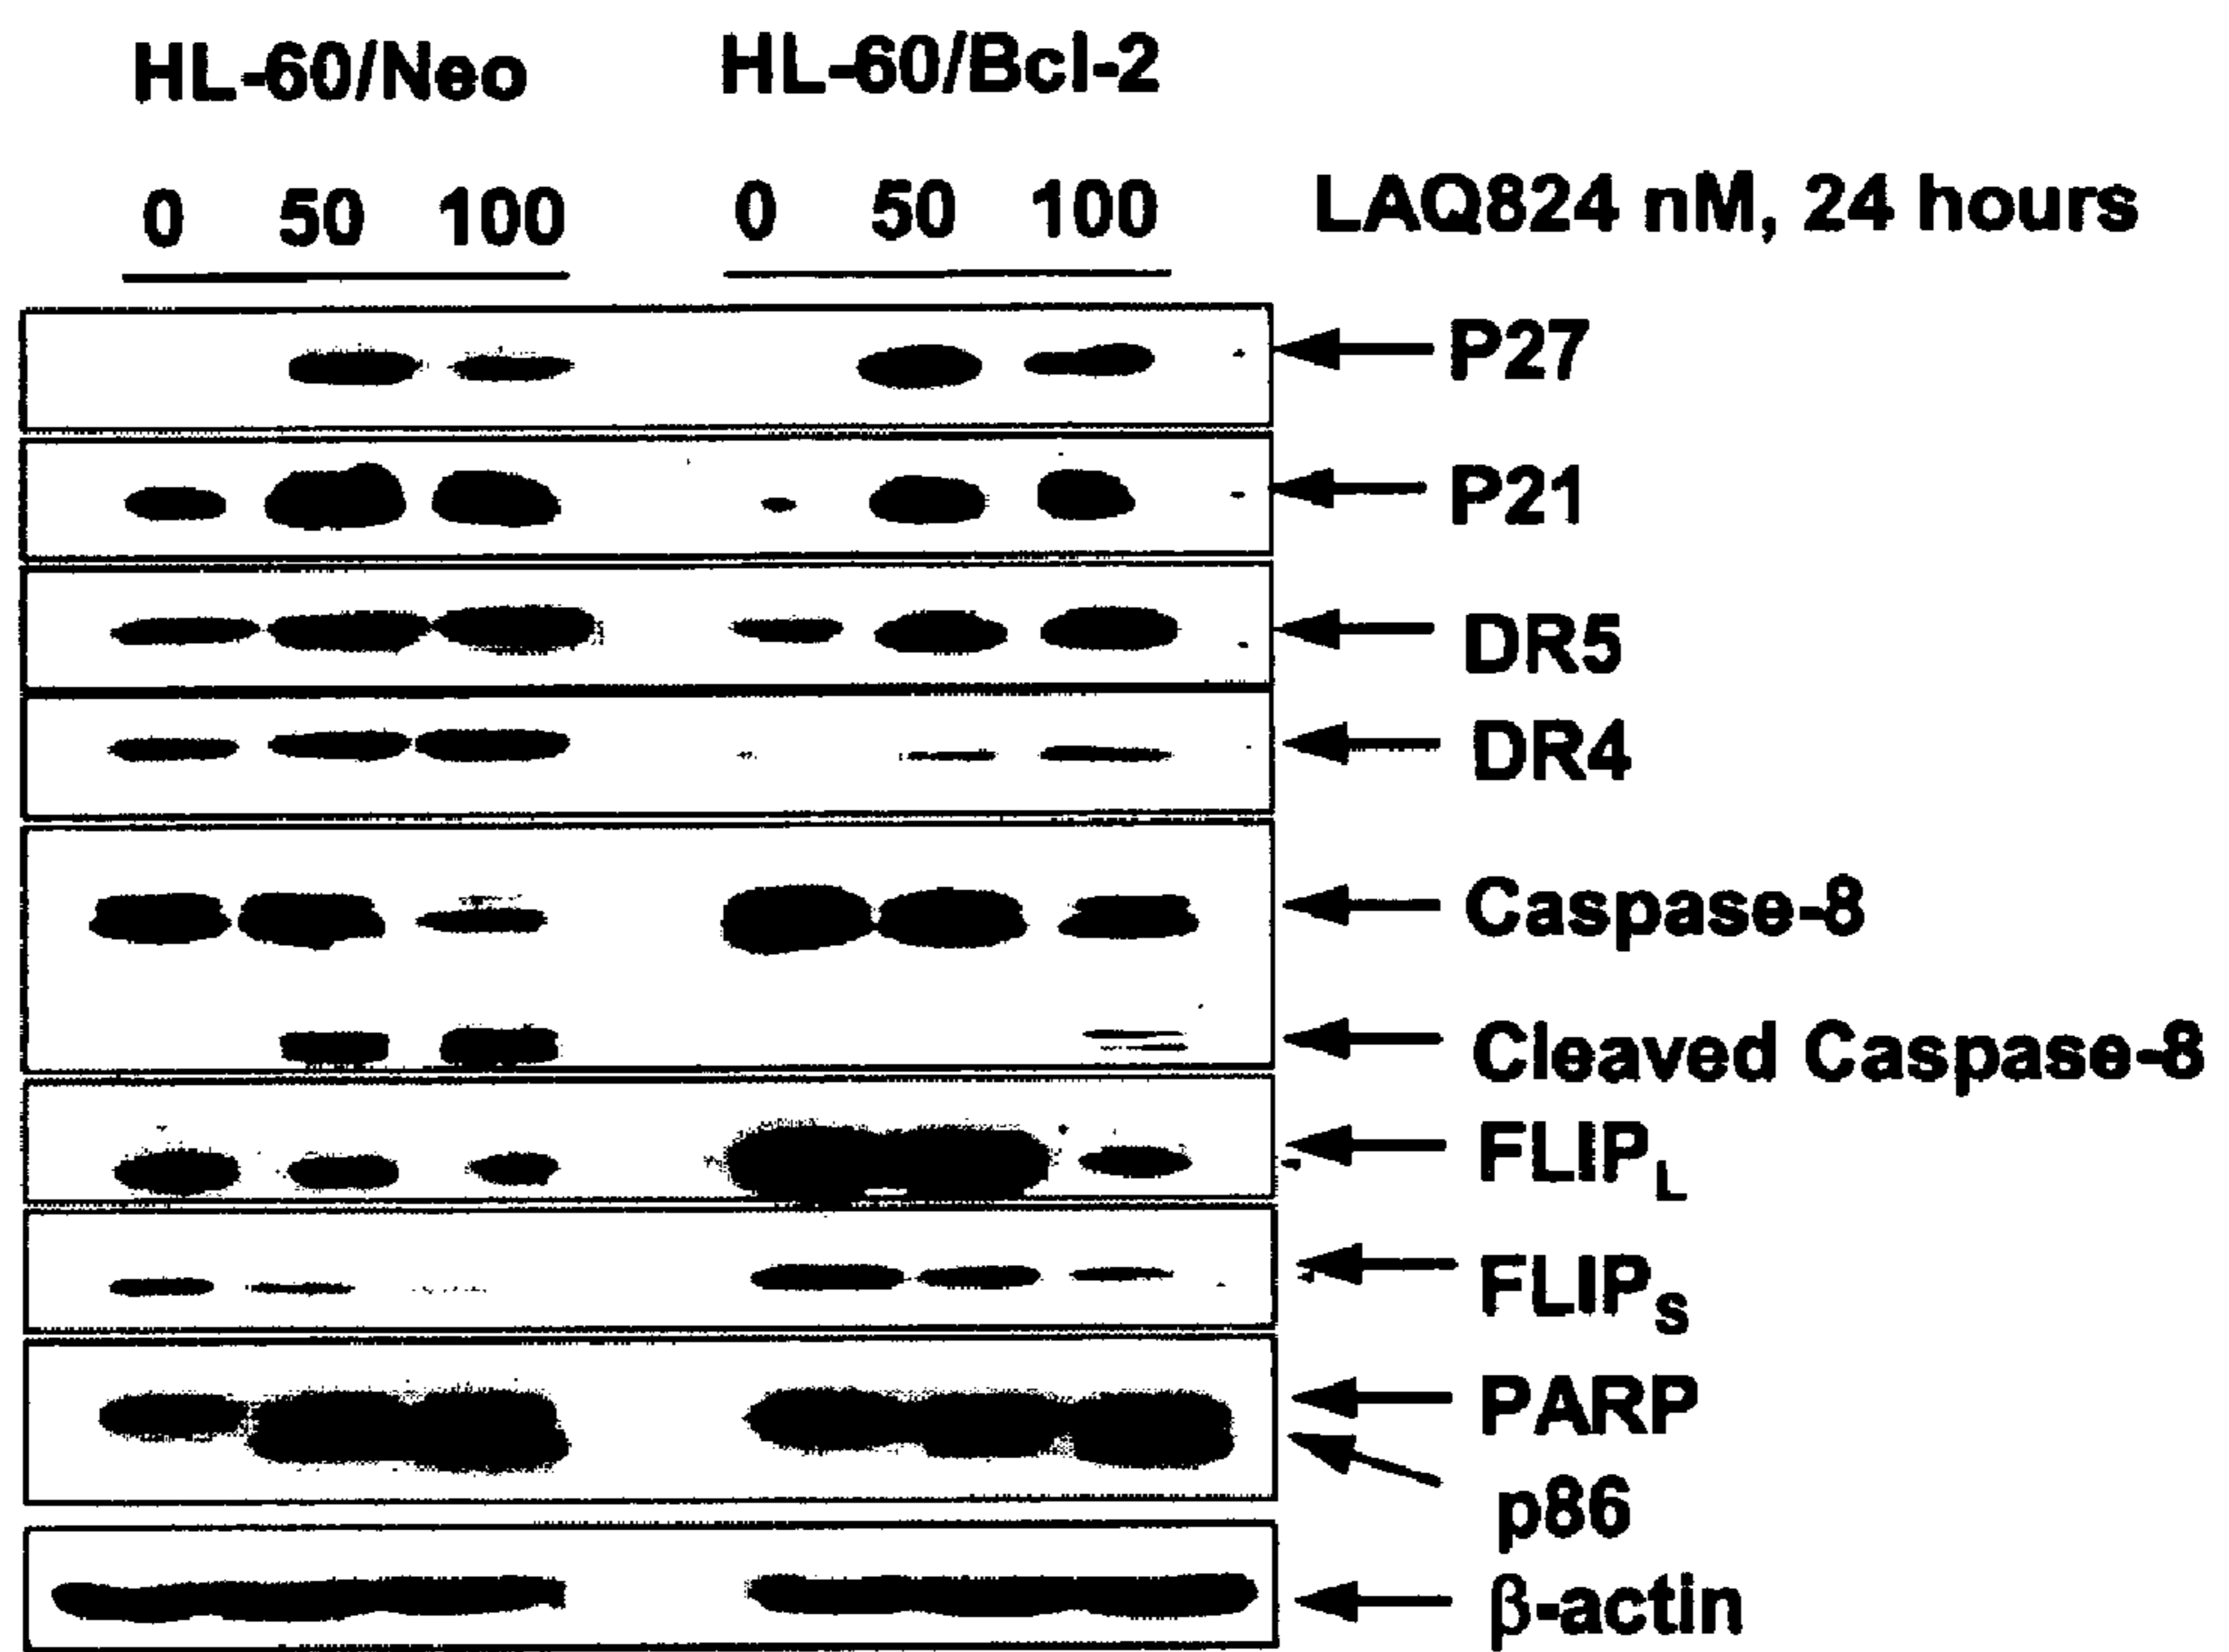 HL-60/Neo HL-60/Bcl-2
0 50 100 0 50 100 LAQ824 nM, 24 hours
P27
P21
DR5
DR4
Caspase-8
Cleaved Caspase-8
FLIPL
FLIPS
PARP
p86
β-actin